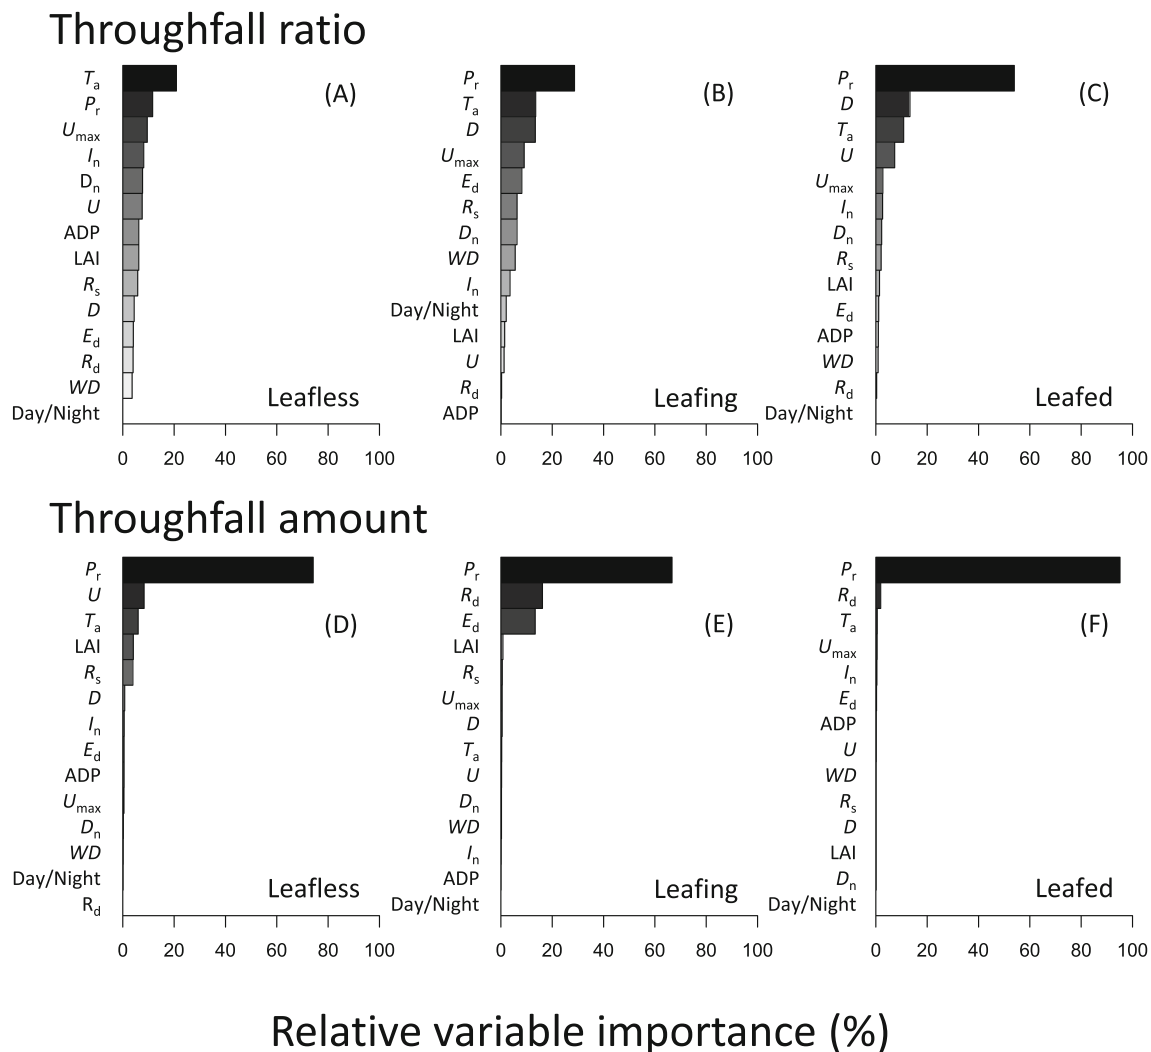 Throughfall ratio
Ta
Pr
Umax
In
Dn
U
ADP
LAI
Rs
D
Ed
Rd
WD
Day/Night
(A)
Leafless
0 20 40 60 80 100
Pr
Ta
D
Umax
Ed
Rs
Dn
WD
In
Day/Night
LAI
U
Rd
ADP
(B)
Leafing
0 20 40 60 80 100
Pr
D
Ta
U
Umax
In
Dn
Rs
LAI
Ed
ADP
WD
Rd
Day/Night
(C)
Leafed
0 20 40 60 80 100
Throughfall amount
Pr
U
Ta
LAI
Rs
D
In
Ed
ADP
Umax
Dn
WD
Day/Night
Rd
(D)
Leafless
0 20 40 60 80 100
Pr
Rd
Ed
LAI
Rs
Umax
D
Ta
U
Dn
WD
In
ADP
Day/Night
(E)
Leafing
0 20 40 60 80 100
Pr
Rd
Ta
Umax
In
Ed
ADP
U
WD
Rs
D
LAI
Dn
Day/Night
(F)
Leafed
0 20 40 60 80 100
Relative variable importance (%)